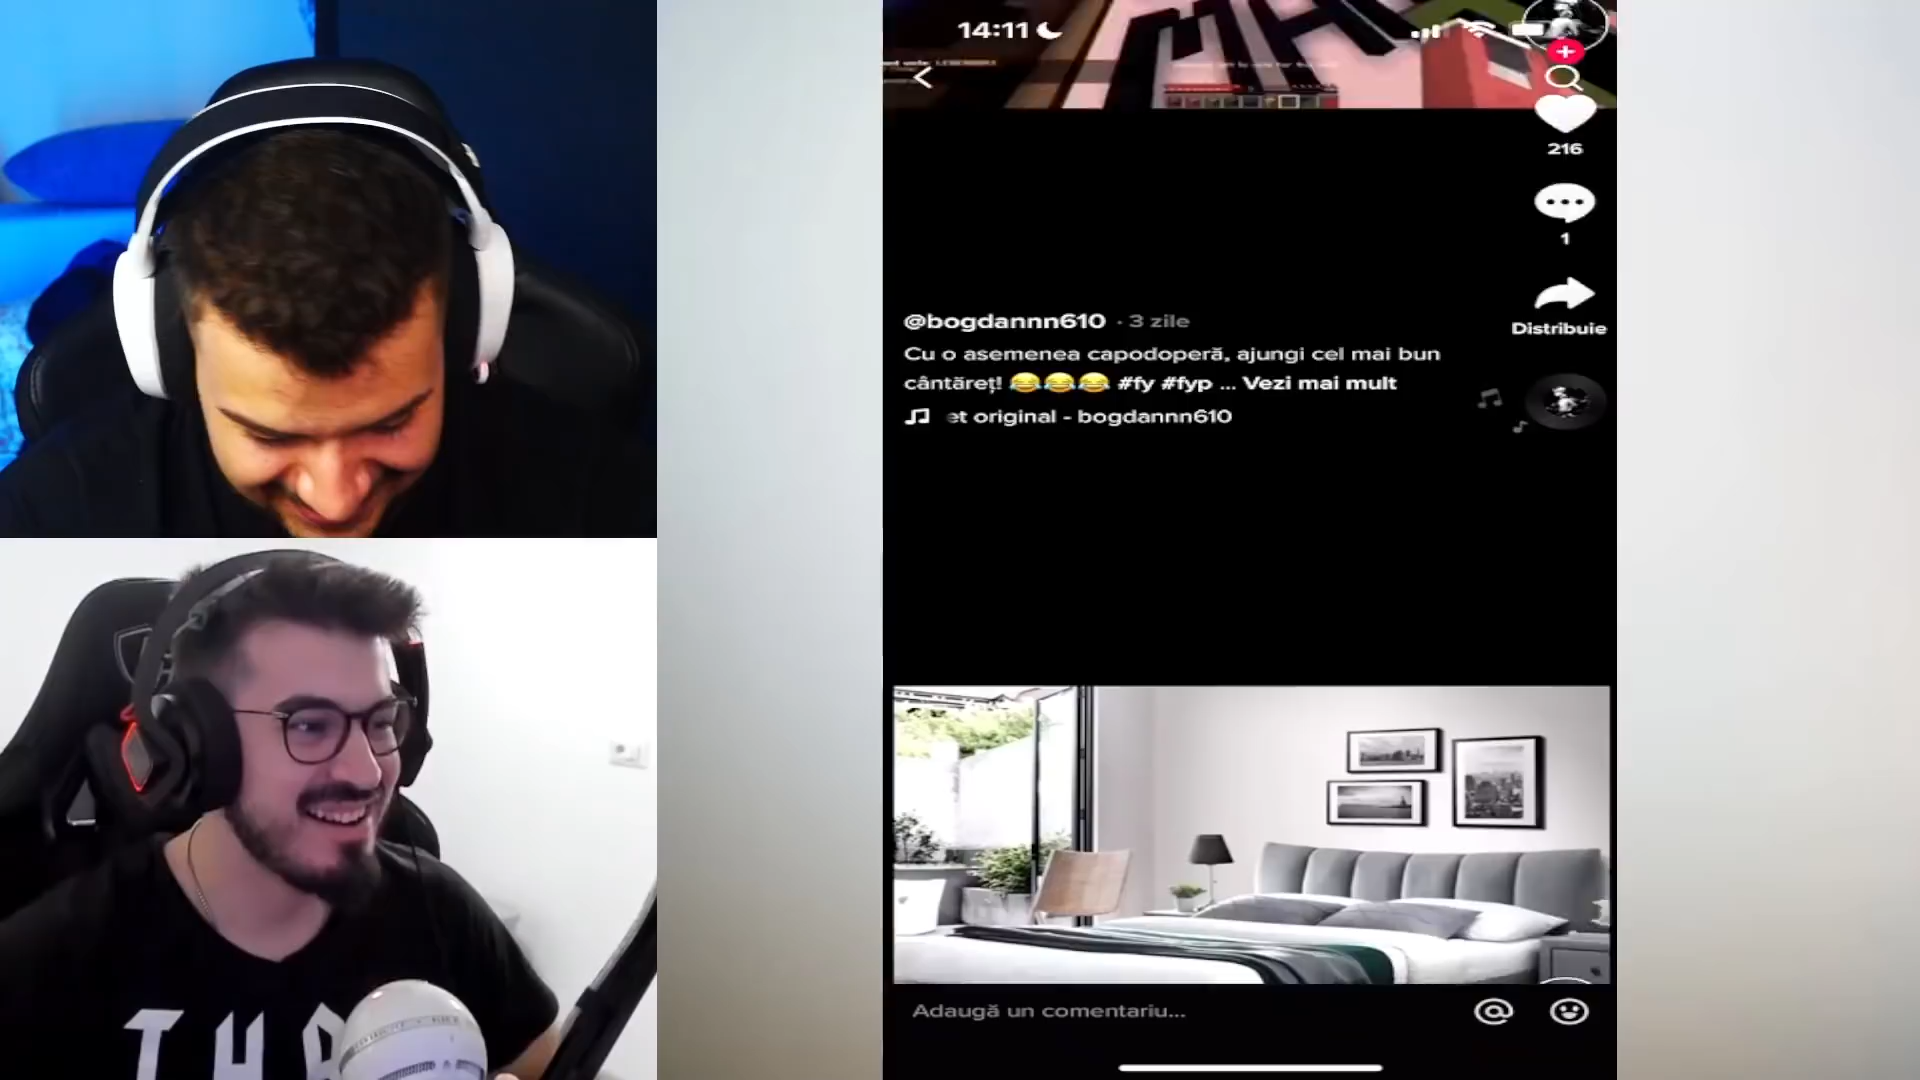 14:11
216
1
Distribuie
@bogdannn610 · 3 zile
Cu o asemenea capodoperă, ajungi cel mai bun
cântăreț! 😂😂😂 #fy #fyp ... Vezi mai mult
et original - bogdannn610
Adaugă un comentariu...